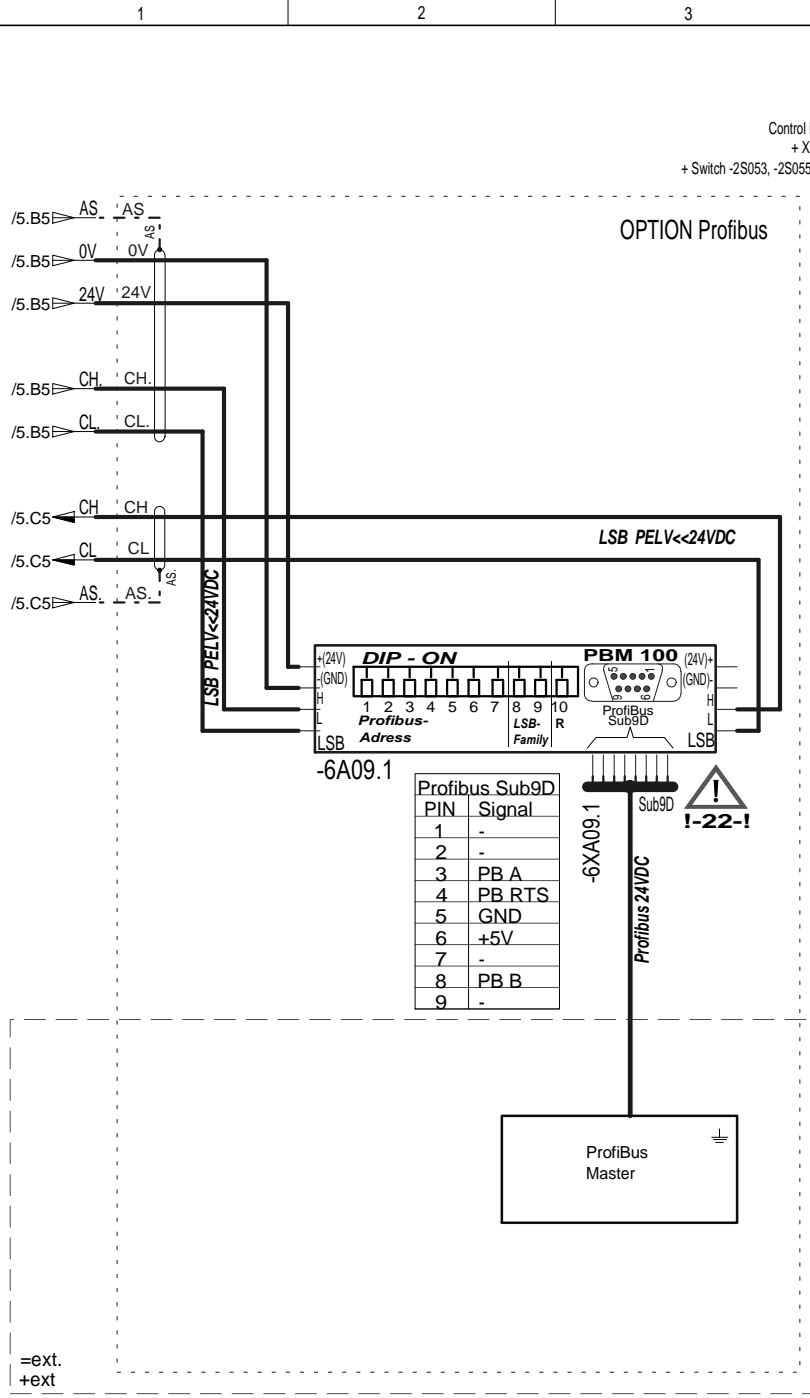 1 2 3
Control
+ X
+ Switch -2S053, -2S055
OPTION Profibus
/5.B5 AS AS
AS
/5.B5 0V 0V
/5.B5 24V 24V
/5.B5 CH. CH.
/5.B5 CL. CL.
/5.C5 CH CH
LSB PELV<<24VDC
/5.C5 CL CL
AS.
/5.C5 AS. AS.
LSB PELV<<24VDC
+(24V) DIP - ON PBM 100 (24V)+
-(GND) 5 1 (GND)-
H 9 6 H
1 2 3 4 5 6 7 8 9 10
L Profibus- LSB- R ProfiBus L
Adress Family Sub9D
LSB LSB
-6A09.1
Profibus Sub9D
PIN Signal
1 -
2 -
3 PB A
4 PB RTS
5 GND
6 +5V
7 -
8 PB B
9 -
-6XA09.1
Sub9D
!
!-22-!
Profibus 24VDC
ProfiBus
Master
=ext.
+ext